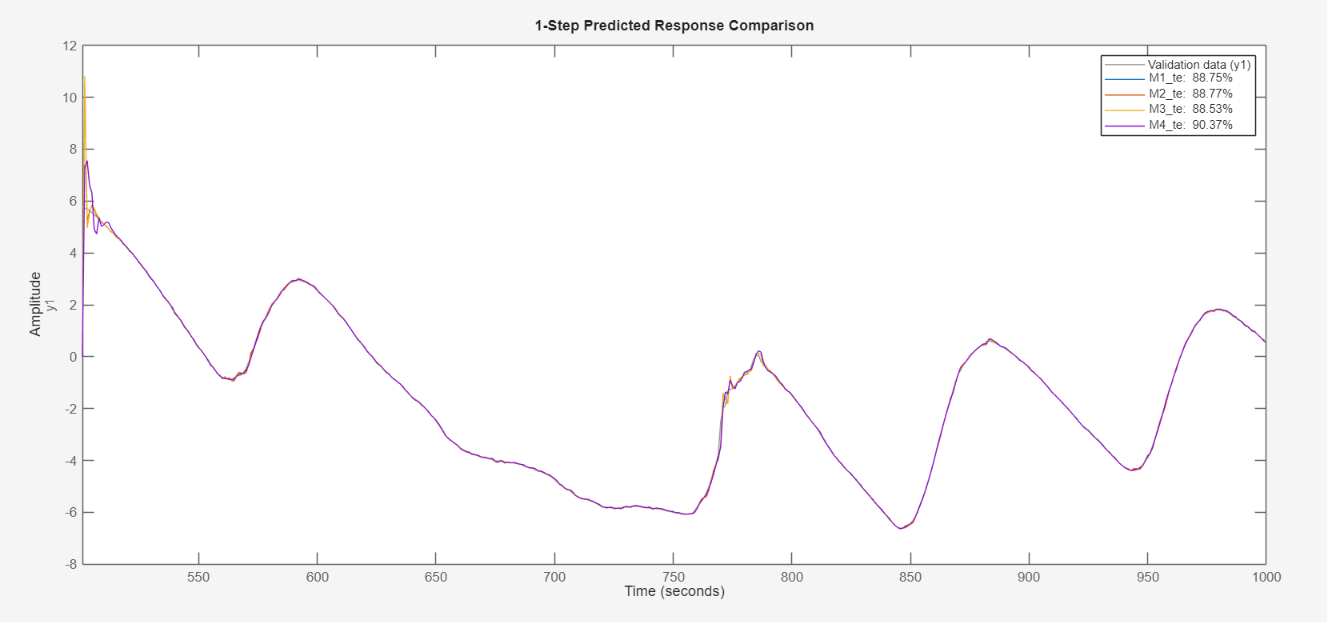 1-Step Predicted Response Comparison
12
10
8
6
4
2
0
-2
-4
-6
-8
Amplitude
y1
Validation data (y1)
M1_te: 88.75%
M2_te: 88.77%
M3_te: 88.53%
M4_te: 90.37%
550 600 650 700 750 800 850 900 950 1000
Time (seconds)